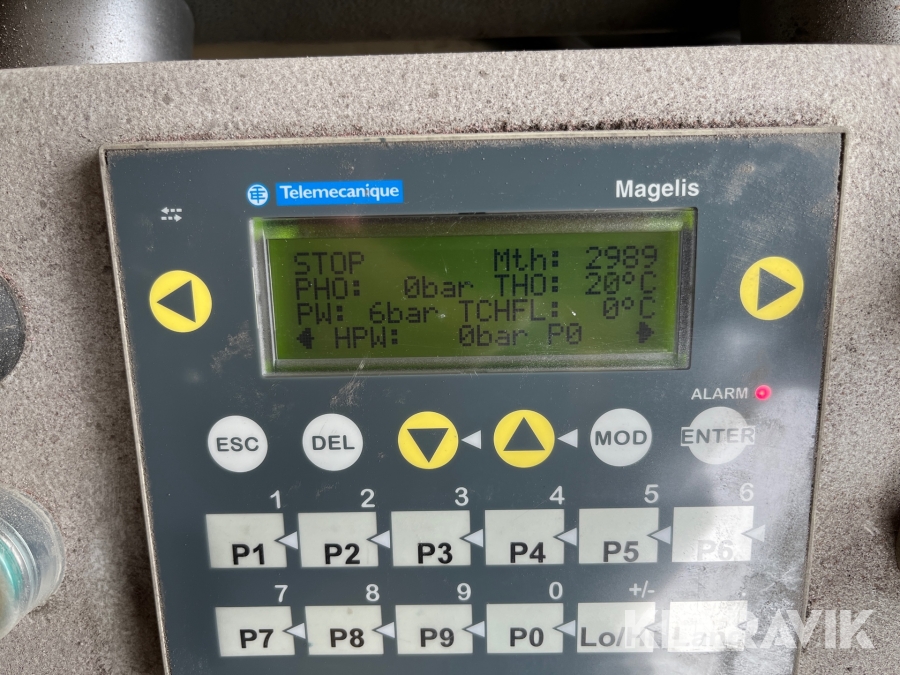 Telemecanique Magelis
STOP Mth: 2989
PHO: 0bar THO: 20°C
PW: 6bar TCHFL: 0°C
HPW: 0bar P0
ALARM
ESC DEL MOD ENTER
1 2 3 4 5 6
P1 P2 P3 P4 P5 P6
7 8 9 0 +/- .
P7 P8 P9 P0
KLARAVIK